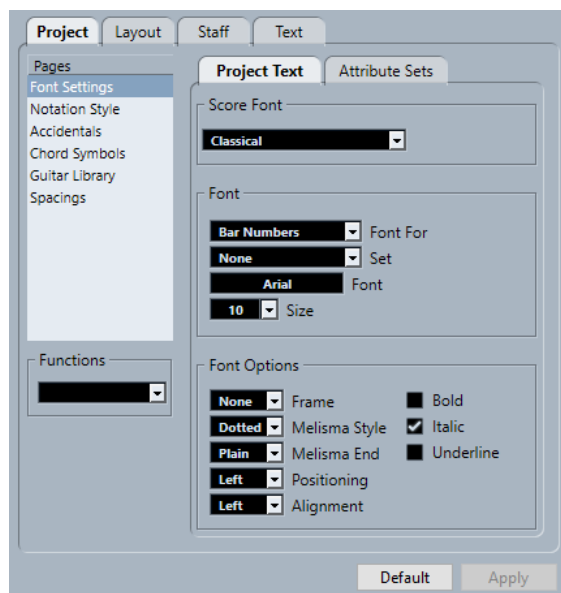 Project Layout Staff Text
Pages
Font Settings
Notation Style
Accidentals
Chord Symbols
Guitar Library
Spacings
Functions
Project Text Attribute Sets
Score Font
Classical
Font
Bar Numbers Font For
None Set
Arial Font
10 Size
Font Options
None Frame Bold
Dotted Melisma Style Italic
Plain Melisma End Underline
Left Positioning
Left Alignment
Default Apply